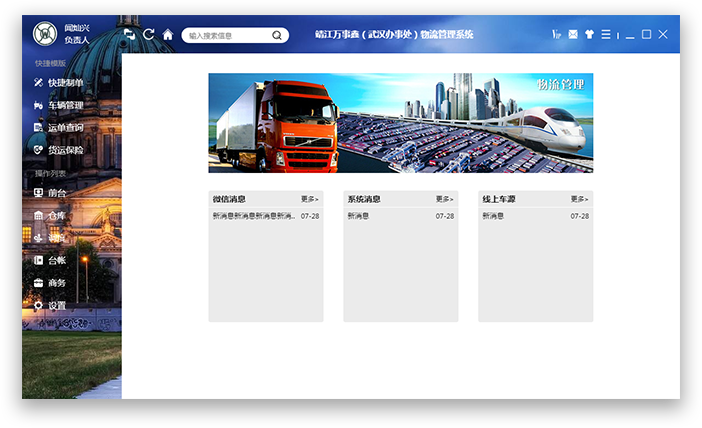 闻灿兴
负责人
输入搜索信息
靖江万事鑫（武汉办事处）物流管理系统
快捷模版
快捷制单
车辆管理
运单查询
货运保险
操作列表
前台
仓库
台帐
商务
设置
物流管理
微信消息 更多>
新消息新消息新消息新消.. 07-28
系统消息 更多>
新消息 07-28
线上车源 更多>
新消息 07-28